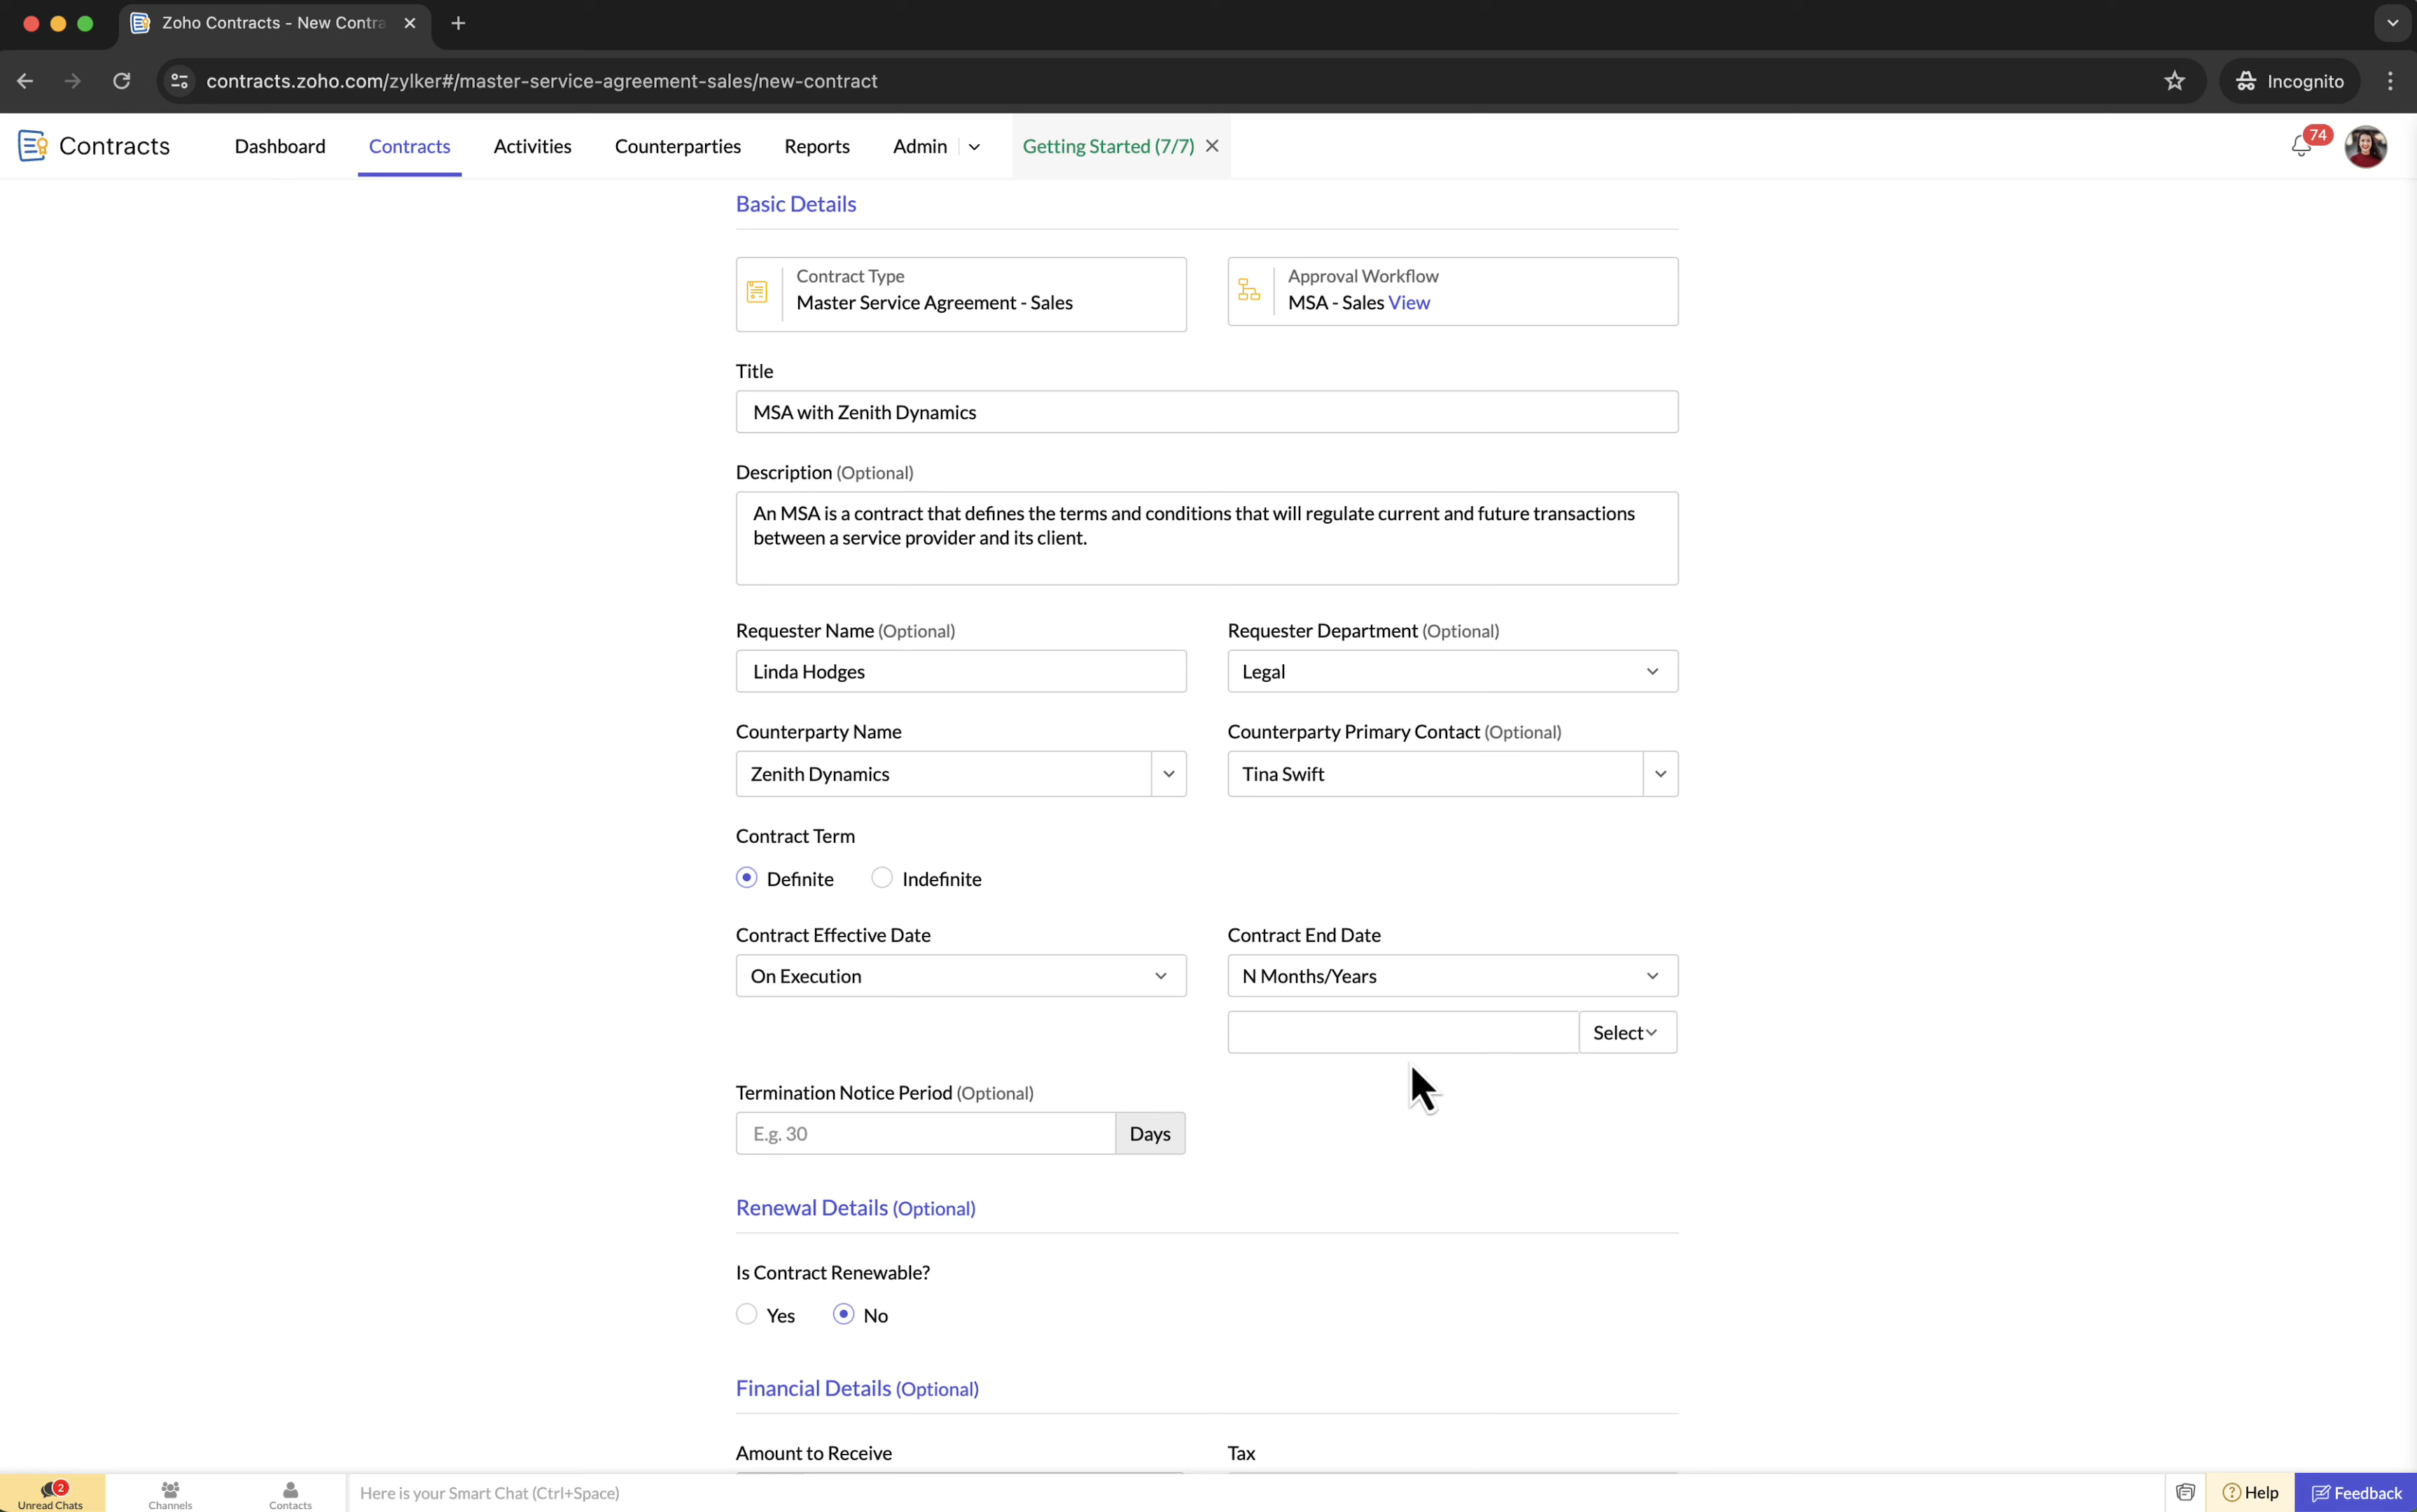 Zoho Contracts - New Contra
contracts.zoho.com/zylker#/master-service-agreement-sales/new-contract
Incognito
Contracts
Dashboard
Contracts
Activities
Counterparties
Reports
Admin
Getting Started (7/7)
74
Basic Details
Contract Type
Master Service Agreement - Sales
Approval Workflow
MSA - Sales View
Title
MSA with Zenith Dynamics
Description (Optional)
An MSA is a contract that defines the terms and conditions that will regulate current and future transactions
between a service provider and its client.
Requester Name (Optional)
Requester Department (Optional)
Linda Hodges
Legal
Counterparty Name
Counterparty Primary Contact (Optional)
Zenith Dynamics
Tina Swift
Contract Term
Definite
Indefinite
Contract Effective Date
Contract End Date
On Execution
N Months/Years
Select
Termination Notice Period (Optional)
E.g. 30
Days
Renewal Details (Optional)
Is Contract Renewable?
Yes
No
Financial Details (Optional)
Amount to Receive
Tax
2
Unread Chats
Channels
Contacts
Here is your Smart Chat (Ctrl+Space)
Help
Feedback